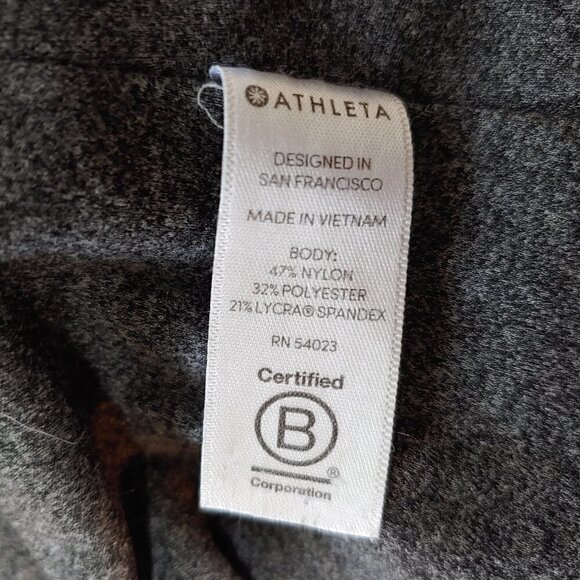 ATHLETA
DESIGNED IN
SAN FRANCISCO
MADE IN VIETNAM
BODY:
47% NYLON
32% POLYESTER
21% LYCRA® SPANDEX
RN 54023
Certified
B
®
Corporation